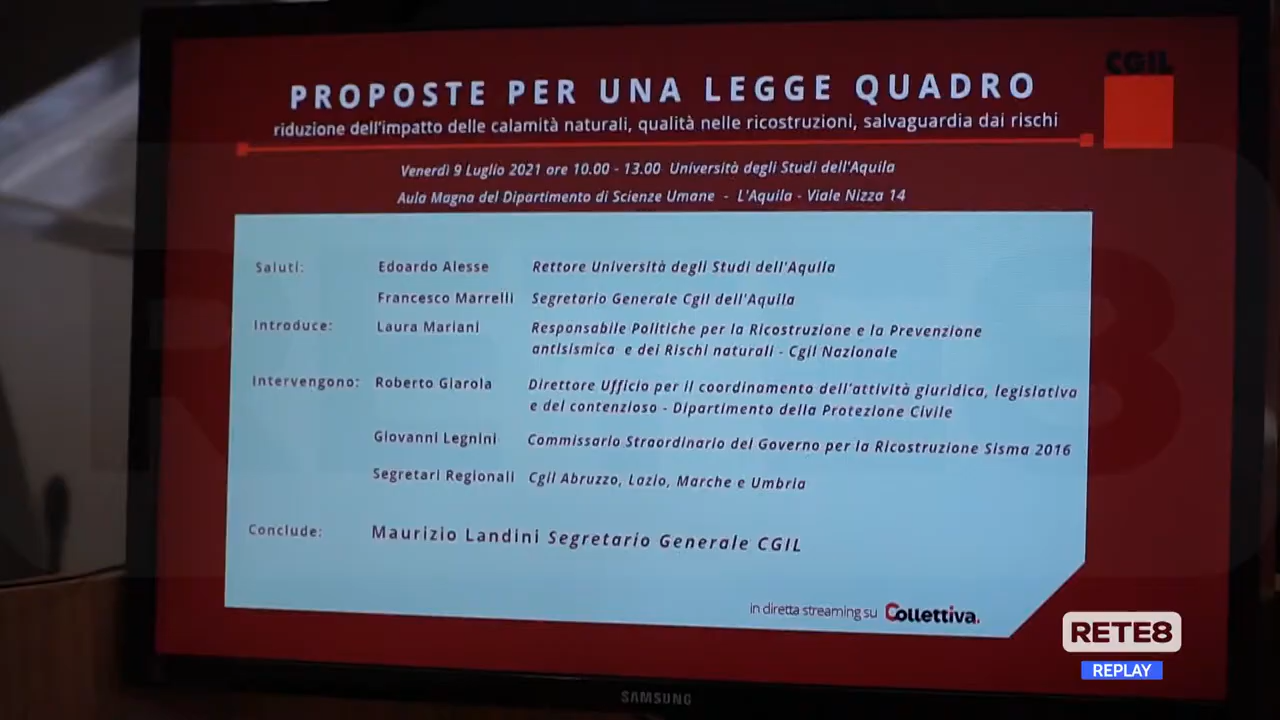 CGIL
PROPOSTE PER UNA LEGGE QUADRO
riduzione dell'impatto delle calamità naturali, qualità nelle ricostruzioni, salvaguardia dai rischi
Venerdì 9 Luglio 2021 ore 10.00 - 13.00 Università degli Studi dell'Aquila
Aula Magna del Dipartimento di Scienze Umane - L'Aquila - Viale Nizza 14
Saluti: Edoardo Alesse Rettore Università degli Studi dell'Aquila
Francesco Marrelli Segretario Generale Cgil dell'Aquila
Introduce: Laura Mariani Responsabile Politiche per la Ricostruzione e la Prevenzione
antisismica e dei Rischi naturali - Cgil Nazionale
Intervengono: Roberto Giarola Direttore Ufficio per il coordinamento dell'attività giuridica, legislativa
e del contenzioso - Dipartimento della Protezione Civile
Giovanni Legnini Commissario Straordinario del Governo per la Ricostruzione Sisma 2016
Segretari Regionali Cgil Abruzzo, Lazio, Marche e Umbria
Conclude: Maurizio Landini Segretario Generale CGIL
in diretta streaming su Collettiva.
RETE8
REPLAY
SAMSUNG